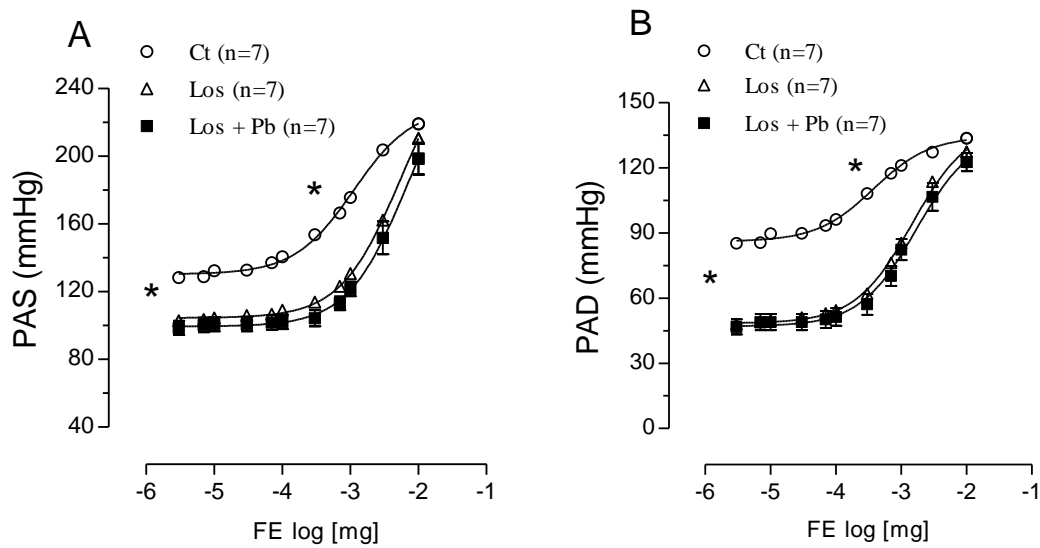 A
Ct (n=7)
Los (n=7)
Los + Pb (n=7)
240
200
160
120
80
40
PAS (mmHg)
*
*
-6 -5 -4 -3 -2 -1
FE log [mg]
B
Ct (n=7)
Los (n=7)
Los + Pb (n=7)
150
120
90
60
30
0
PAD (mmHg)
*
*
-6 -5 -4 -3 -2 -1
FE log [mg]